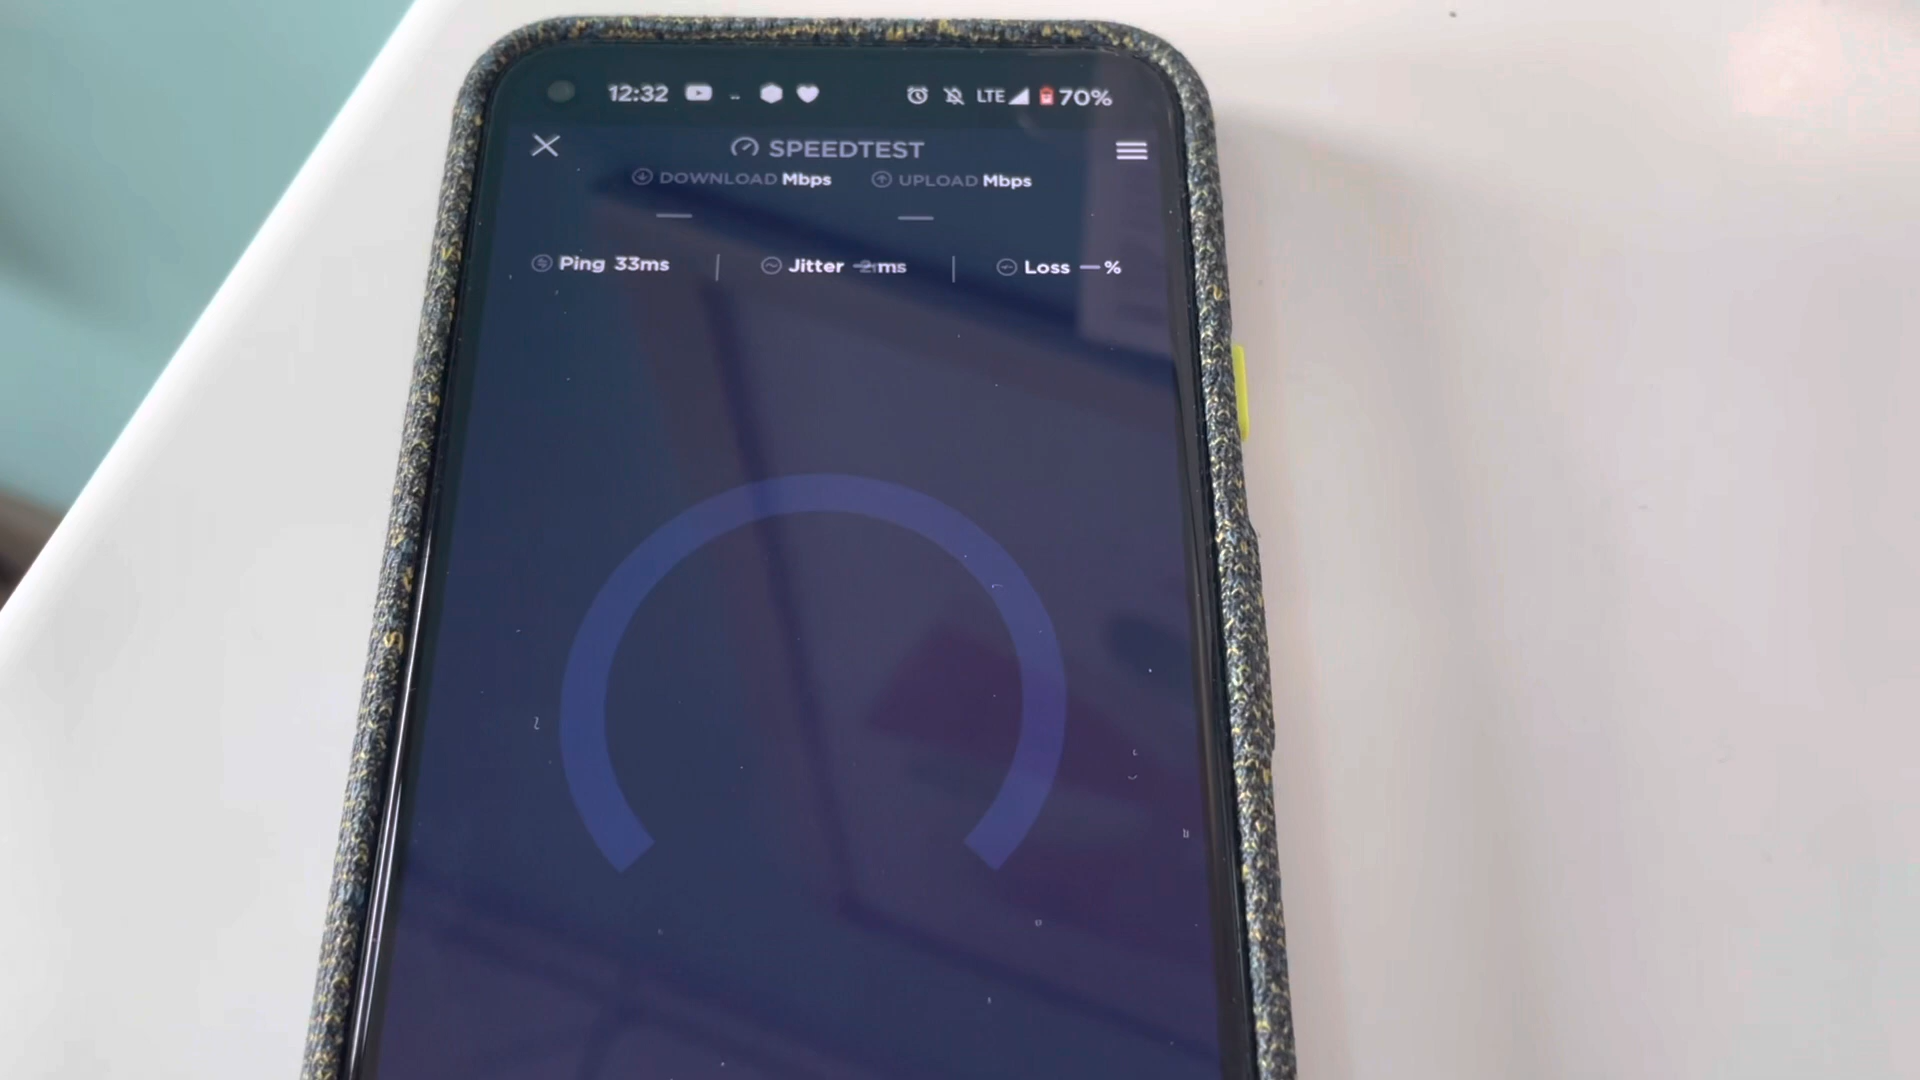 12:32 LTE 70%
SPEEDTEST
DOWNLOAD Mbps UPLOAD Mbps
— —
Ping 33ms | Jitter ms | Loss — %